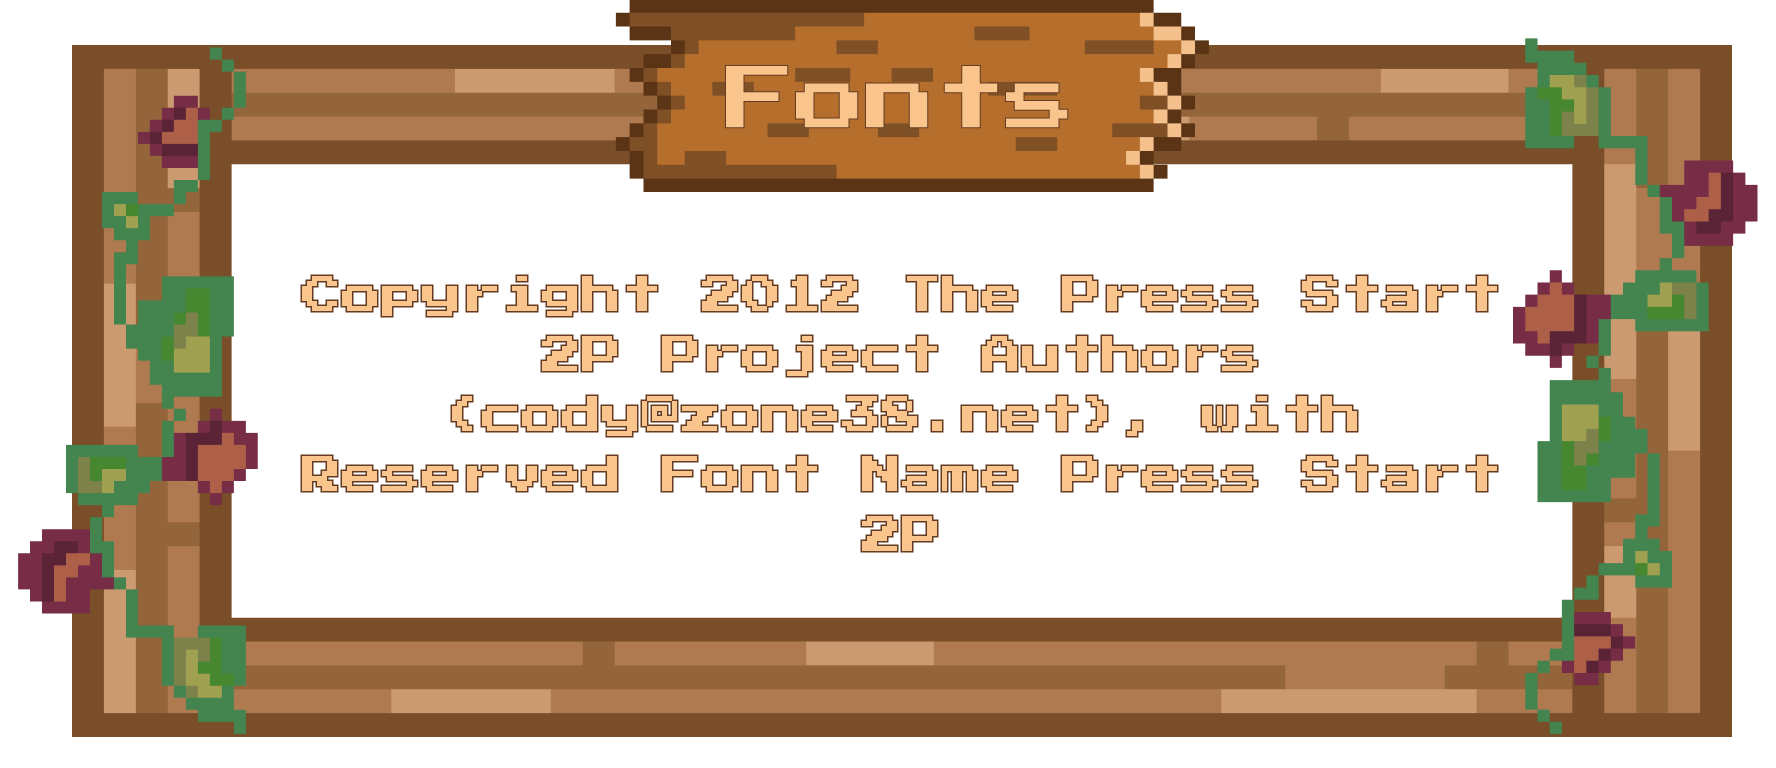 Fonts
Copyright 2012 The Press Start
2P Project Authors
(cody@zone38.net), with
Reserved Font Name Press Start
2P